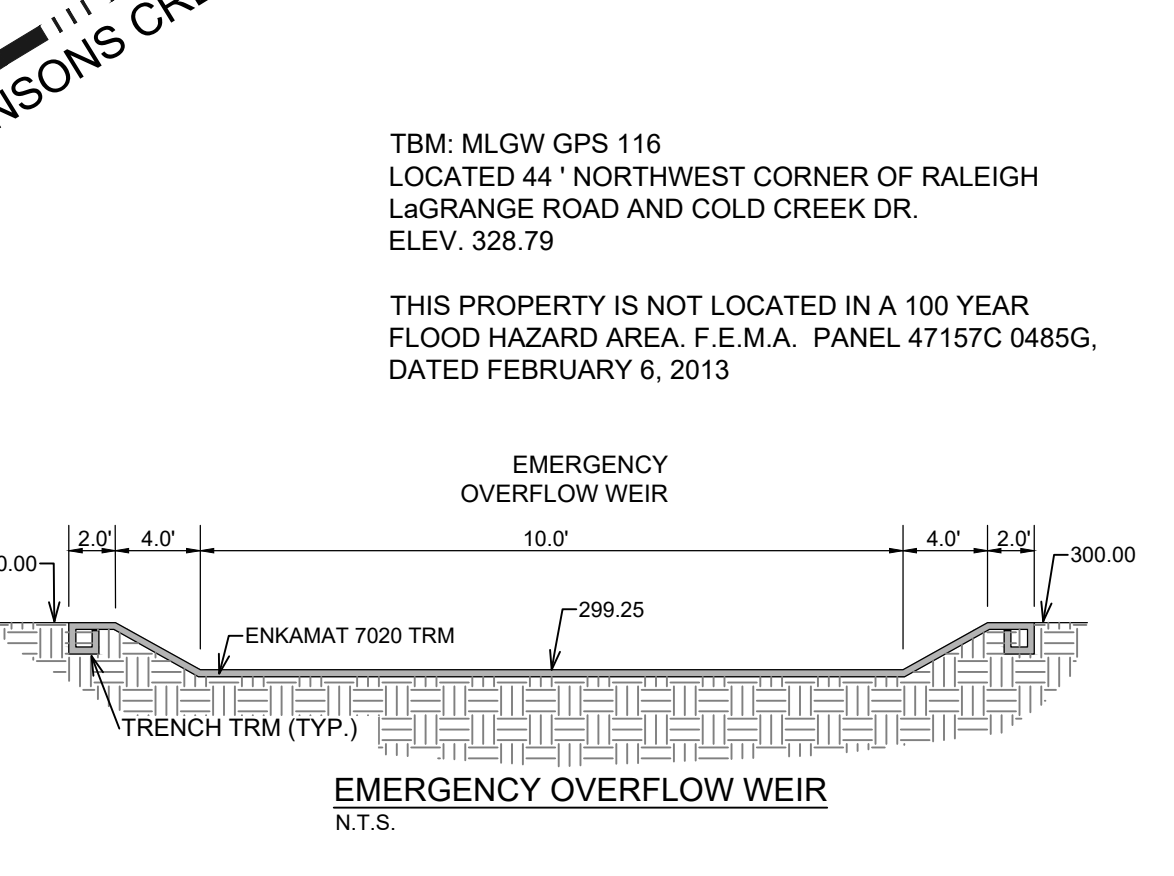 TBM: MLGW GPS 116
LOCATED 44 ' NORTHWEST CORNER OF RALEIGH
LaGRANGE ROAD AND COLD CREEK DR.
ELEV. 328.79
THIS PROPERTY IS NOT LOCATED IN A 100 YEAR
FLOOD HAZARD AREA. F.E.M.A. PANEL 47157C 0485G,
DATED FEBRUARY 6, 2013
EMERGENCY
OVERFLOW WEIR
2.0' 4.0' 10.0' 4.0' 2.0'
0.00 300.00
299.25
ENKAMAT 7020 TRM
TRENCH TRM (TYP.)
EMERGENCY OVERFLOW WEIR
N.T.S.